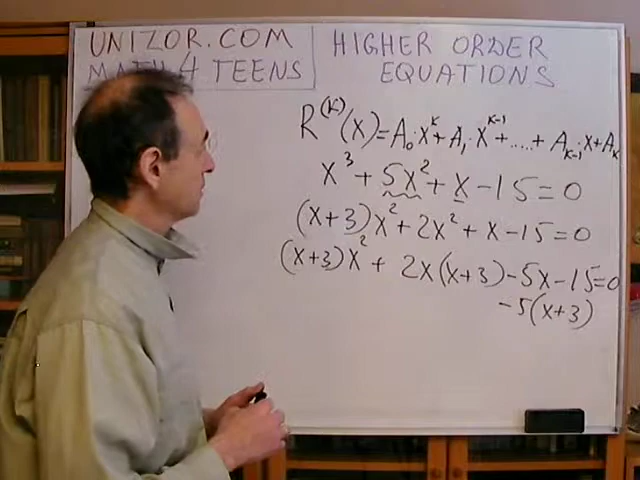 UNIZOR.COM
MATH 4 TEENS
HIGHER ORDER
EQUATIONS
R^(K)(X)=A₀·X^K+A₁·X^(K-1)+....+A_(K-1)·X+A_K
X³+5X²+X-15=0
(X+3)X²+2X²+X-15=0
(X+3)X²+2X(X+3)-5X-15=0
-5(X+3)